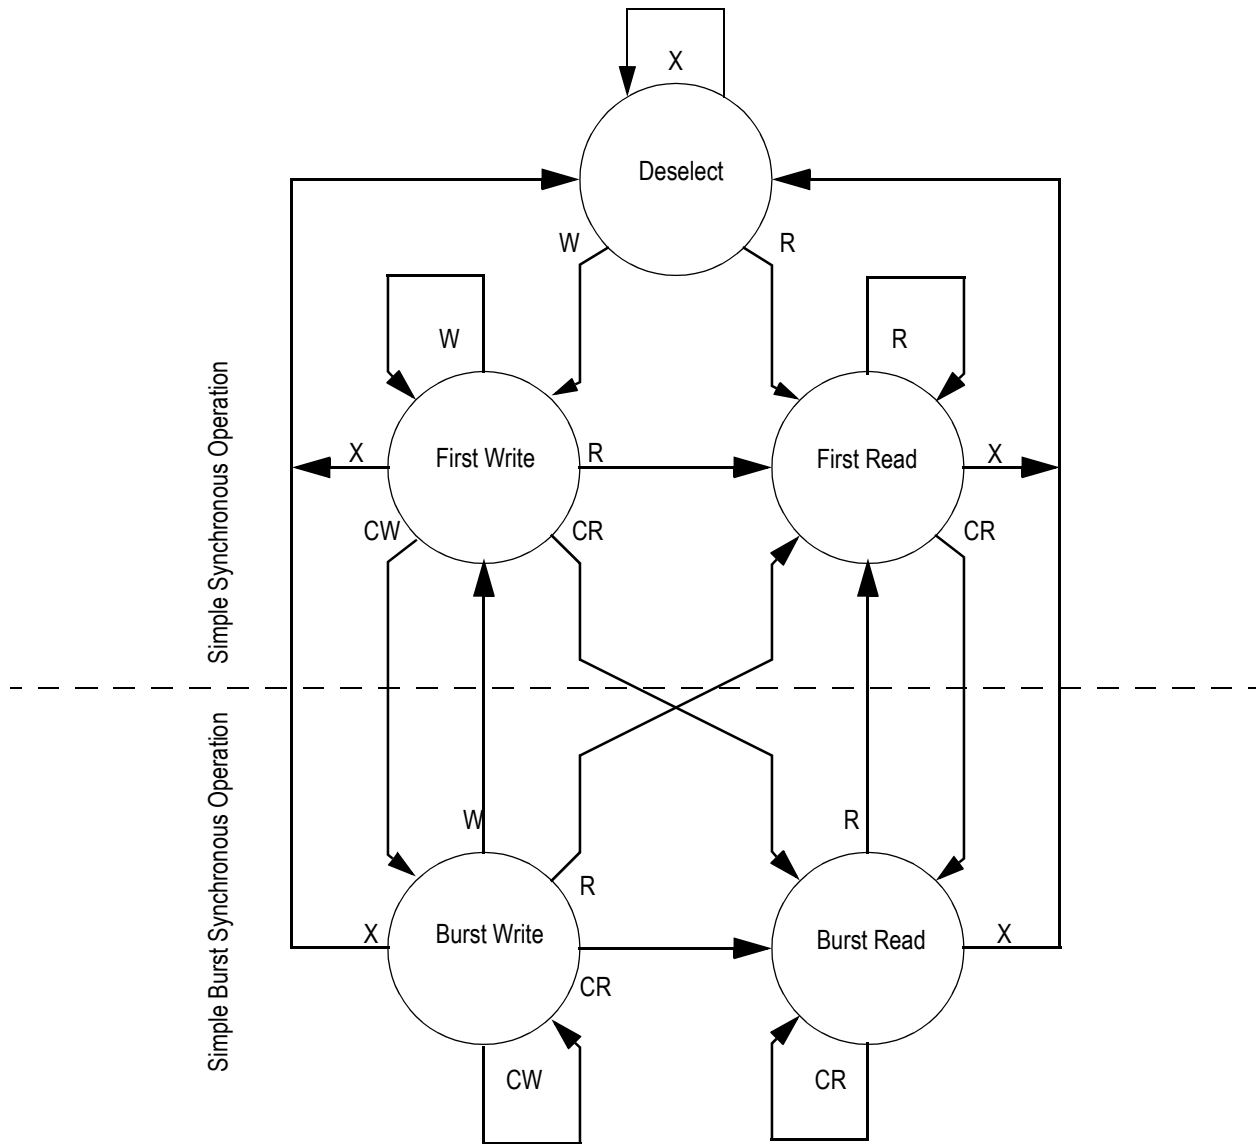 X
Deselect
W
R
W
R
Simple Synchronous Operation
X
First Write
R
First Read
X
CW
CR
CR
Simple Burst Synchronous Operation
W
R
R
X
Burst Write
Burst Read
X
CR
CW
CR